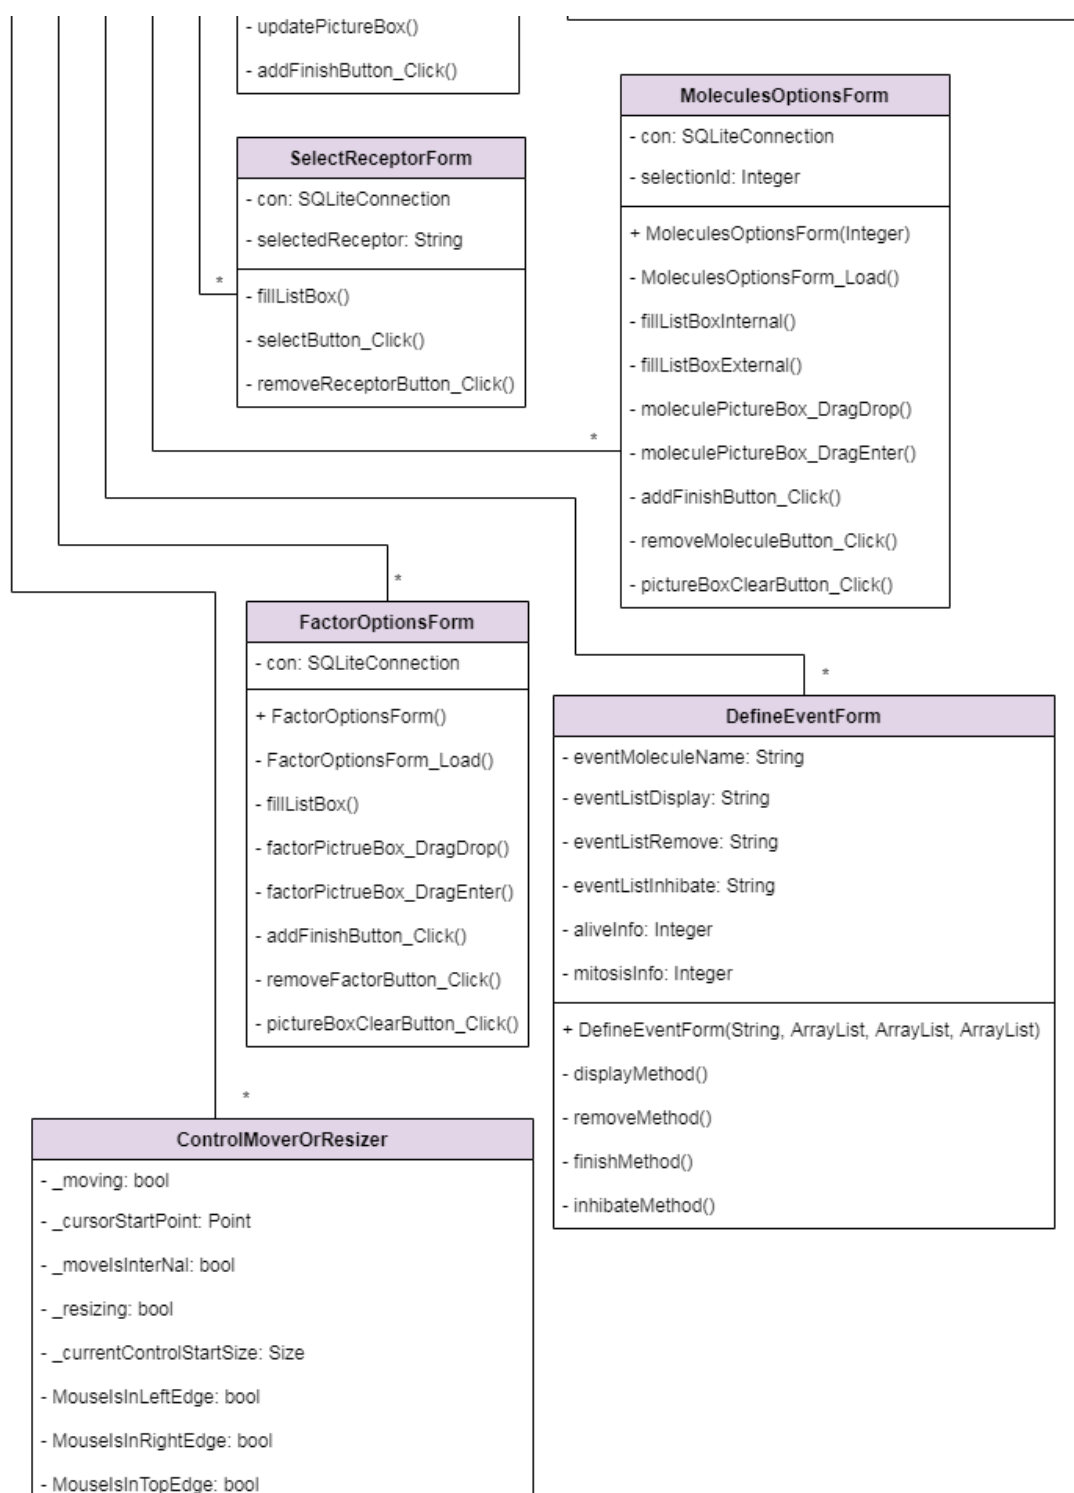 - updatePictureBox()
- addFinishButton_Click()
MoleculesOptionsForm
- con: SQLiteConnection
- selectionId: Integer
+ MoleculesOptionsForm(Integer)
- MoleculesOptionsForm_Load()
- fillListBoxInternal()
- fillListBoxExternal()
- moleculePictureBox_DragDrop()
- moleculePictureBox_DragEnter()
- addFinishButton_Click()
- removeMoleculeButton_Click()
- pictureBoxClearButton_Click()
SelectReceptorForm
- con: SQLiteConnection
- selectedReceptor: String
- fillListBox()
- selectButton_Click()
- removeReceptorButton_Click()
*
*
*
FactorOptionsForm
- con: SQLiteConnection
+ FactorOptionsForm()
- FactorOptionsForm_Load()
- fillListBox()
- factorPictrueBox_DragDrop()
- factorPictrueBox_DragEnter()
- addFinishButton_Click()
- removeFactorButton_Click()
- pictureBoxClearButton_Click()
*
DefineEventForm
- eventMoleculeName: String
- eventListDisplay: String
- eventListRemove: String
- eventListInhibate: String
- aliveInfo: Integer
- mitosisInfo: Integer
+ DefineEventForm(String, ArrayList, ArrayList, ArrayList)
- displayMethod()
- removeMethod()
- finishMethod()
- inhibateMethod()
*
ControlMoverOrResizer
- _moving: bool
- _cursorStartPoint: Point
- _moveIsInterNal: bool
- _resizing: bool
- _currentControlStartSize: Size
- MouseIsInLeftEdge: bool
- MouseIsInRightEdge: bool
- MouseIsInTopEdge: bool